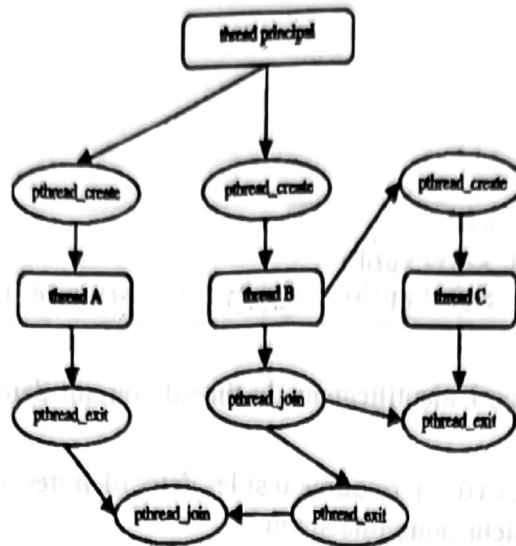 thread principal
pthread_create
pthread_create
pthread_create
thread A
thread B
thread C
pthread_exit
pthread_join
pthread_exit
pthread_join
pthread_exit